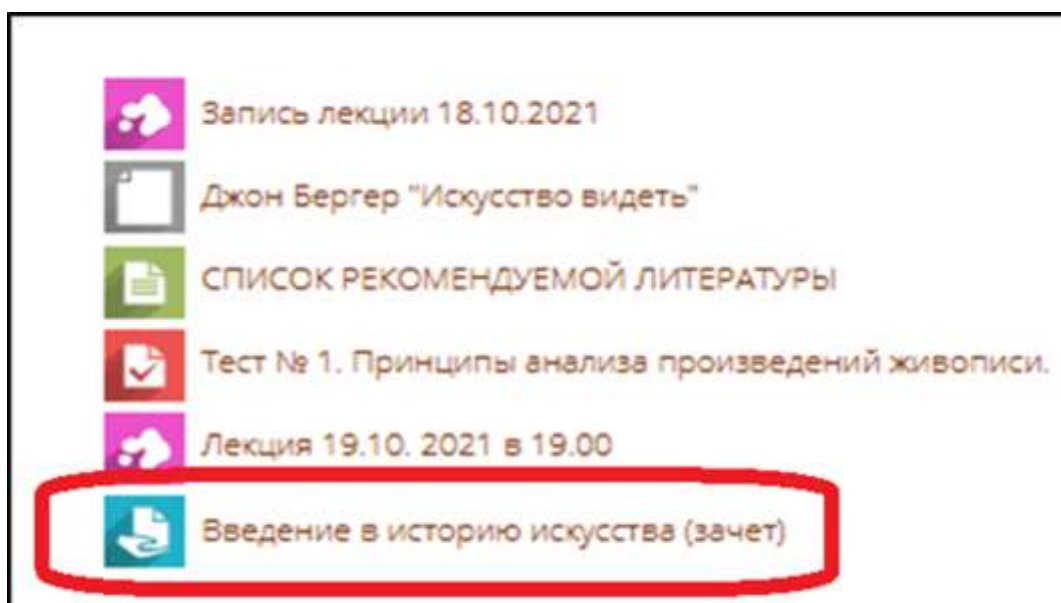 Запись лекции 18.10.2021
Джон Бергер "Искусство видеть"
СПИСОК РЕКОМЕНДУЕМОЙ ЛИТЕРАТУРЫ
Тест № 1. Принципы анализа произведений живописи.
Лекция 19.10. 2021 в 19.00
Введение в историю искусства (зачет)